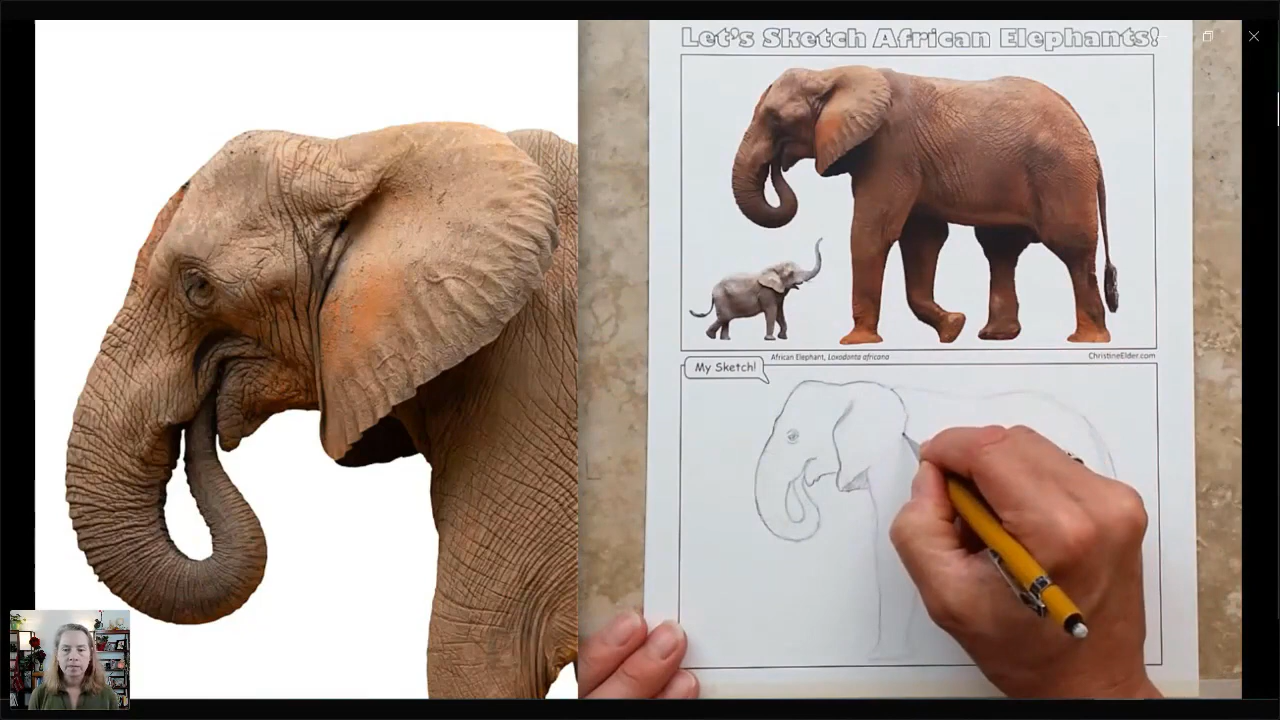 Let's Sketch African Elephants!
African Elephant, Loxodonta africana
ChristineElder.com
My Sketch!